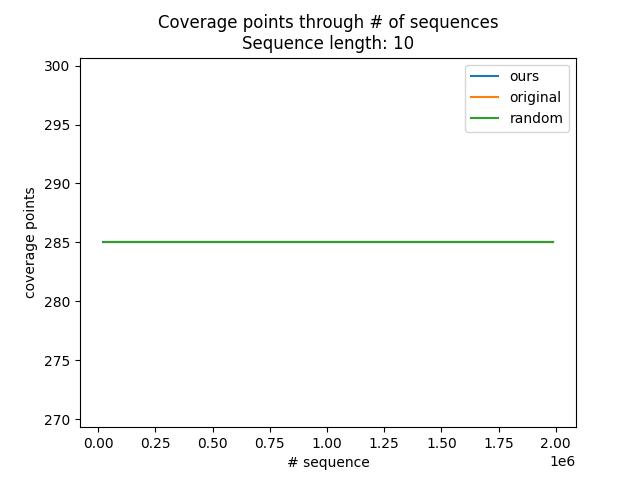 Coverage points through # of sequences
Sequence length: 10
300
295
290
285
280
275
270
coverage points
ours
original
random
0.00 0.25 0.50 0.75 1.00 1.25 1.50 1.75 2.00
1e6
# sequence